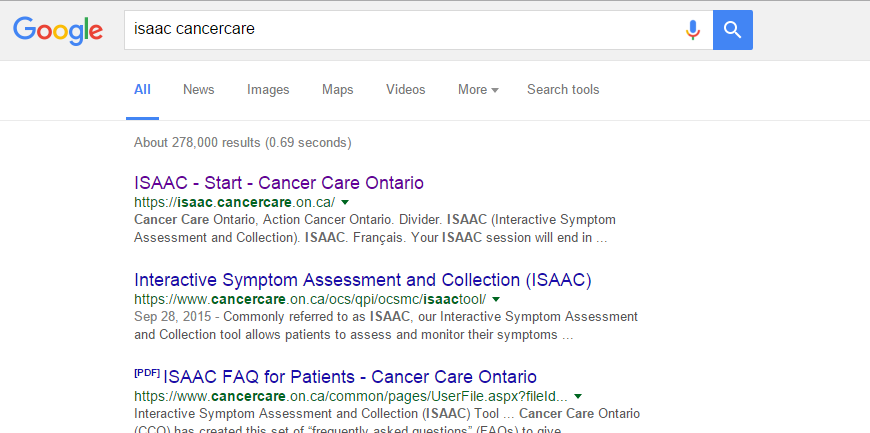 Google
isaac cancercare
All News Images Maps Videos More Search tools
About 278,000 results (0.69 seconds)
ISAAC - Start - Cancer Care Ontario
https://isaac.cancercare.on.ca/
Cancer Care Ontario, Action Cancer Ontario. Divider. ISAAC (Interactive Symptom
Assessment and Collection). ISAAC. Français. Your ISAAC session will end in ...
Interactive Symptom Assessment and Collection (ISAAC)
https://www.cancercare.on.ca/ocs/qpi/ocsmc/isaactool/
Sep 28, 2015 - Commonly referred to as ISAAC, our Interactive Symptom Assessment
and Collection tool allows patients to assess and monitor their symptoms ...
[PDF] ISAAC FAQ for Patients - Cancer Care Ontario
https://www.cancercare.on.ca/common/pages/UserFile.aspx?fileId...
Interactive Symptom Assessment and Collection (ISAAC) Tool ... Cancer Care Ontario
(CCO) has created this set of "frequently asked questions" (FAQs) to give